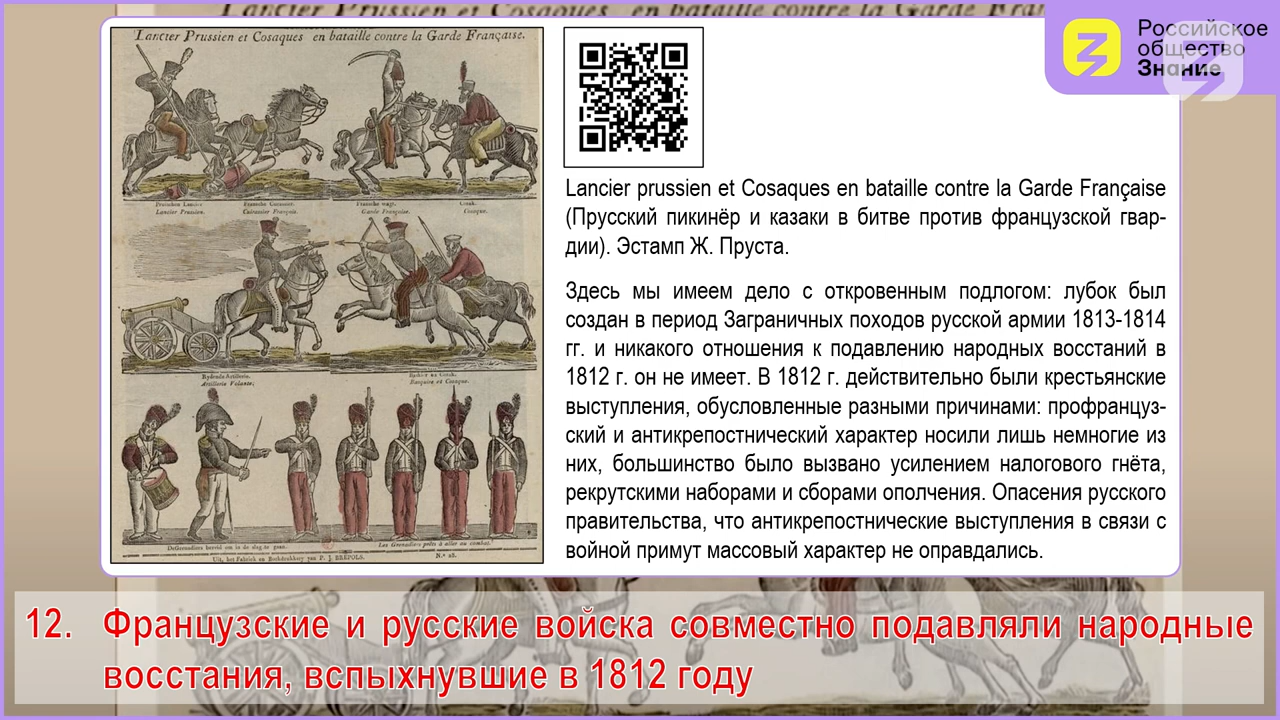 Lancier Prussien et Cosaques en bataille contre la Garde Française.
Lancier Prussien.
Cuirassier Français.
Garde Française.
Cosaque.
Artillerie Volante.
Basquire et Cosaque.
Les Grenadiers prêts à aller au combat.
Uit, het Fabriek en Boekdrukkery van P. J. BREPOLS.
Российское
общество
Знание
Lancier prussien et Cosaques en bataille contre la Garde Française
(Прусский пикинёр и казаки в битве против французской гвар-
дии). Эстамп Ж. Пруста.
Здесь мы имеем дело с откровенным подлогом: лубок был
создан в период Заграничных походов русской армии 1813-1814
гг. и никакого отношения к подавлению народных восстаний в
1812 г. он не имеет. В 1812 г. действительно были крестьянские
выступления, обусловленные разными причинами: профранцуз-
ский и антикрепостнический характер носили лишь немногие из
них, большинство было вызвано усилением налогового гнёта,
рекрутскими наборами и сборами ополчения. Опасения русского
правительства, что антикрепостнические выступления в связи с
войной примут массовый характер не оправдались.
12. Французские и русские войска совместно подавляли народные
восстания, вспыхнувшие в 1812 году